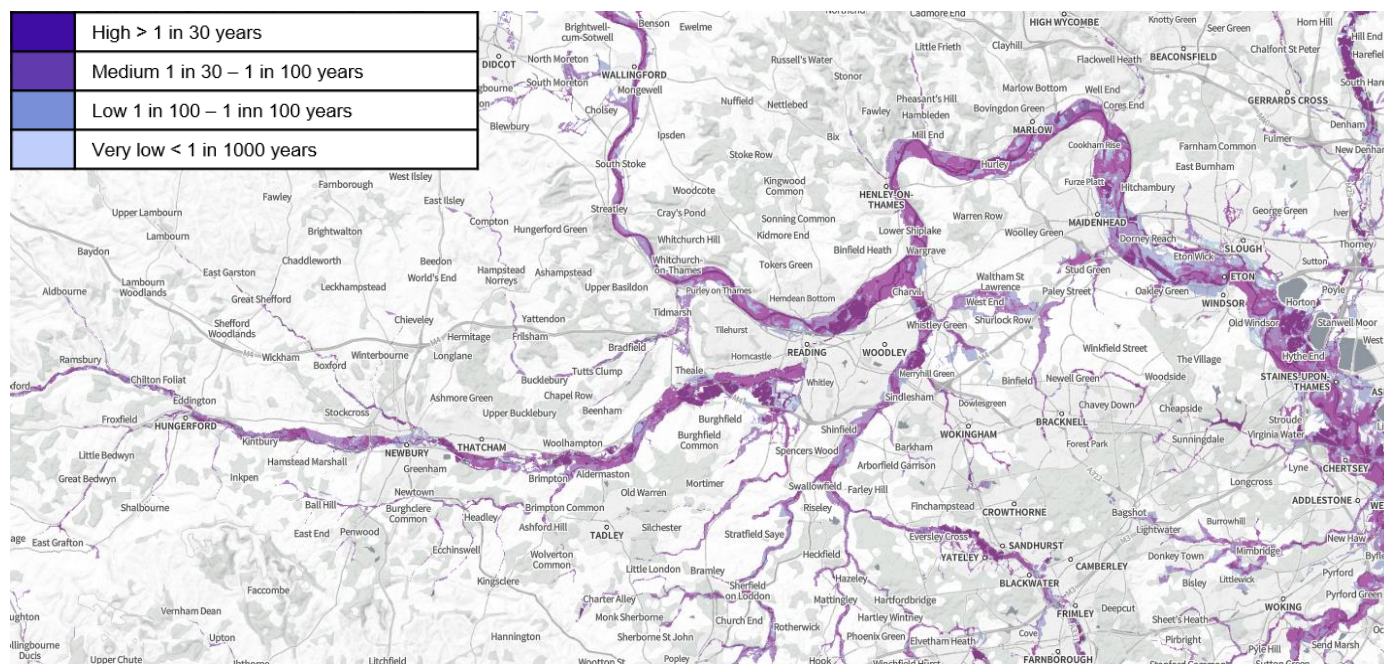 High > 1 in 30 years
Medium 1 in 30 – 1 in 100 years
Low 1 in 100 – 1 inn 100 years
Very low < 1 in 1000 years
Benson
Ewelme
Cadmore End
HIGH WYCOMBE
Knotty Green
Seer Green
Horn Hill
Brightwell-
cum-Sotwell
Little Frieth
Clayhill
BEACONSFIELD
Chalfont St Peter
Hill End
Harefield
DIDCOT
North Moreton
WALLINGFORD
Russell's Water
Stonor
Flackwell Heath
South Moreton
Mongewell
Marlow Bottom
Well End
GERRARDS CROSS
Cholsey
Nuffield
Nettlebed
Pheasant's Hill
Bovingdon Green
Cores End
Fawley
Hambleden
Denham
Blewbury
Ipsden
Bix
Mill End
MARLOW
Fulmer
Cookham Rise
Farnham Common
New Denham
South Stoke
Stoke Row
Hurley
East Burnham
West Ilsley
Farnborough
Kingwood
Common
HENLEY-ON-
THAMES
Furze Platt
Hitchambury
Fawley
Woodcote
East Ilsley
Upper Lambourn
Streatley
Cray's Pond
Sonning Common
Warren Row
MAIDENHEAD
George Green
Iver
Compton
Lambourn
Brightwalton
Hungerford Green
Kidmore End
Lower Shiplake
Woolley Green
Whitchurch Hill
Binfield Heath
Wargrave
Dorney Reach
SLOUGH
Thorney
Baydon
Chaddleworth
Beedon
Whitchurch-
on-Thames
Tokers Green
Eton Wick
Sutton
East Garston
World's End
Hampstead
Norreys
Ashampstead
Stud Green
ETON
Lambourn
Woodlands
Leckhampstead
Upper Basildon
Purley on Thames
Hemdean Bottom
Charvil
Waltham St
Lawrence
Paley Street
Oakley Green
WINDSOR
Horton
Poyle
Aldbourne
Great Shefford
West End
Tidmarsh
Shefford
Woodlands
Chieveley
Yattendon
Tilehurst
Whistley Green
Shurlock Row
Old Windsor
Stanwell Moor
M4
Hermitage
Frilsham
Bradfield
READING
WOODLEY
M4
Winkfield Street
West
Ramsbury
Wickham
Winterbourne
Longlane
Horncastle
The Village
Hythe End
Boxford
Tutts Clump
Theale
Merryhill Green
Binfield
Newell Green
Woodside
STAINES-UPON-
THAMES
Chilton Foliat
Bucklebury
Whitley
Eddington
Ashmore Green
Chapel Row
Sindlesham
Chavey Down
Cheapside
Froxfield
Stockcross
Upper Bucklebury
Beenham
Burghfield
Dowlesgreen
BRACKNELL
Stroude
HUNGERFORD
Shinfield
WOKINGHAM
Virginia Water
Kintbury
THATCHAM
Woolhampton
Burghfield
Common
Barkham
Forest Park
Sunningdale
NEWBURY
Spencers Wood
Little Bedwyn
Hamstead Marshall
Greenham
Arborfield Garrison
Lyne
CHERTSEY
Great Bedwyn
Inkpen
Brimpton
Aldermaston
Mortimer
A322
Longcross
Newtown
Old Warren
Swallowfield
Farley Hill
Shalbourne
Ball Hill
Burghclere
Common
Headley
Brimpton Common
Riseley
Finchampstead
CROWTHORNE
Bagshot
ADDLESTONE
East End
Penwood
Ashford Hill
Silchester
Stratfield Saye
Lightwater
Burrowhill
East Grafton
TADLEY
Eversley Cross
SANDHURST
M3
New Haw
Ecchinswell
Wolverton
Common
Heckfield
YATELEY
Donkey Town
Mimbridge
Kingsclere
Little London
Bramley
CAMBERLEY
Bisley
Littlewick
Pyrford
Faccombe
Sherfield
on Loddon
Hazeley
BLACKWATER
Charter Alley
Mattingley
Hartfordbridge
Deepcut
WOKING
Pyrford Green
Vernham Dean
Monk Sherborne
Church End
Hartley Wintney
FRIMLEY
Sheet's Heath
Upton
Hannington
Sherborne St John
Rotherwick
Phoenix Green
Elvetham Heath
Cove
Pirbright
Send Marsh
Upper Chute
Litchfield
Popley
Hook
FARNBOROUGH
Pyle Hill